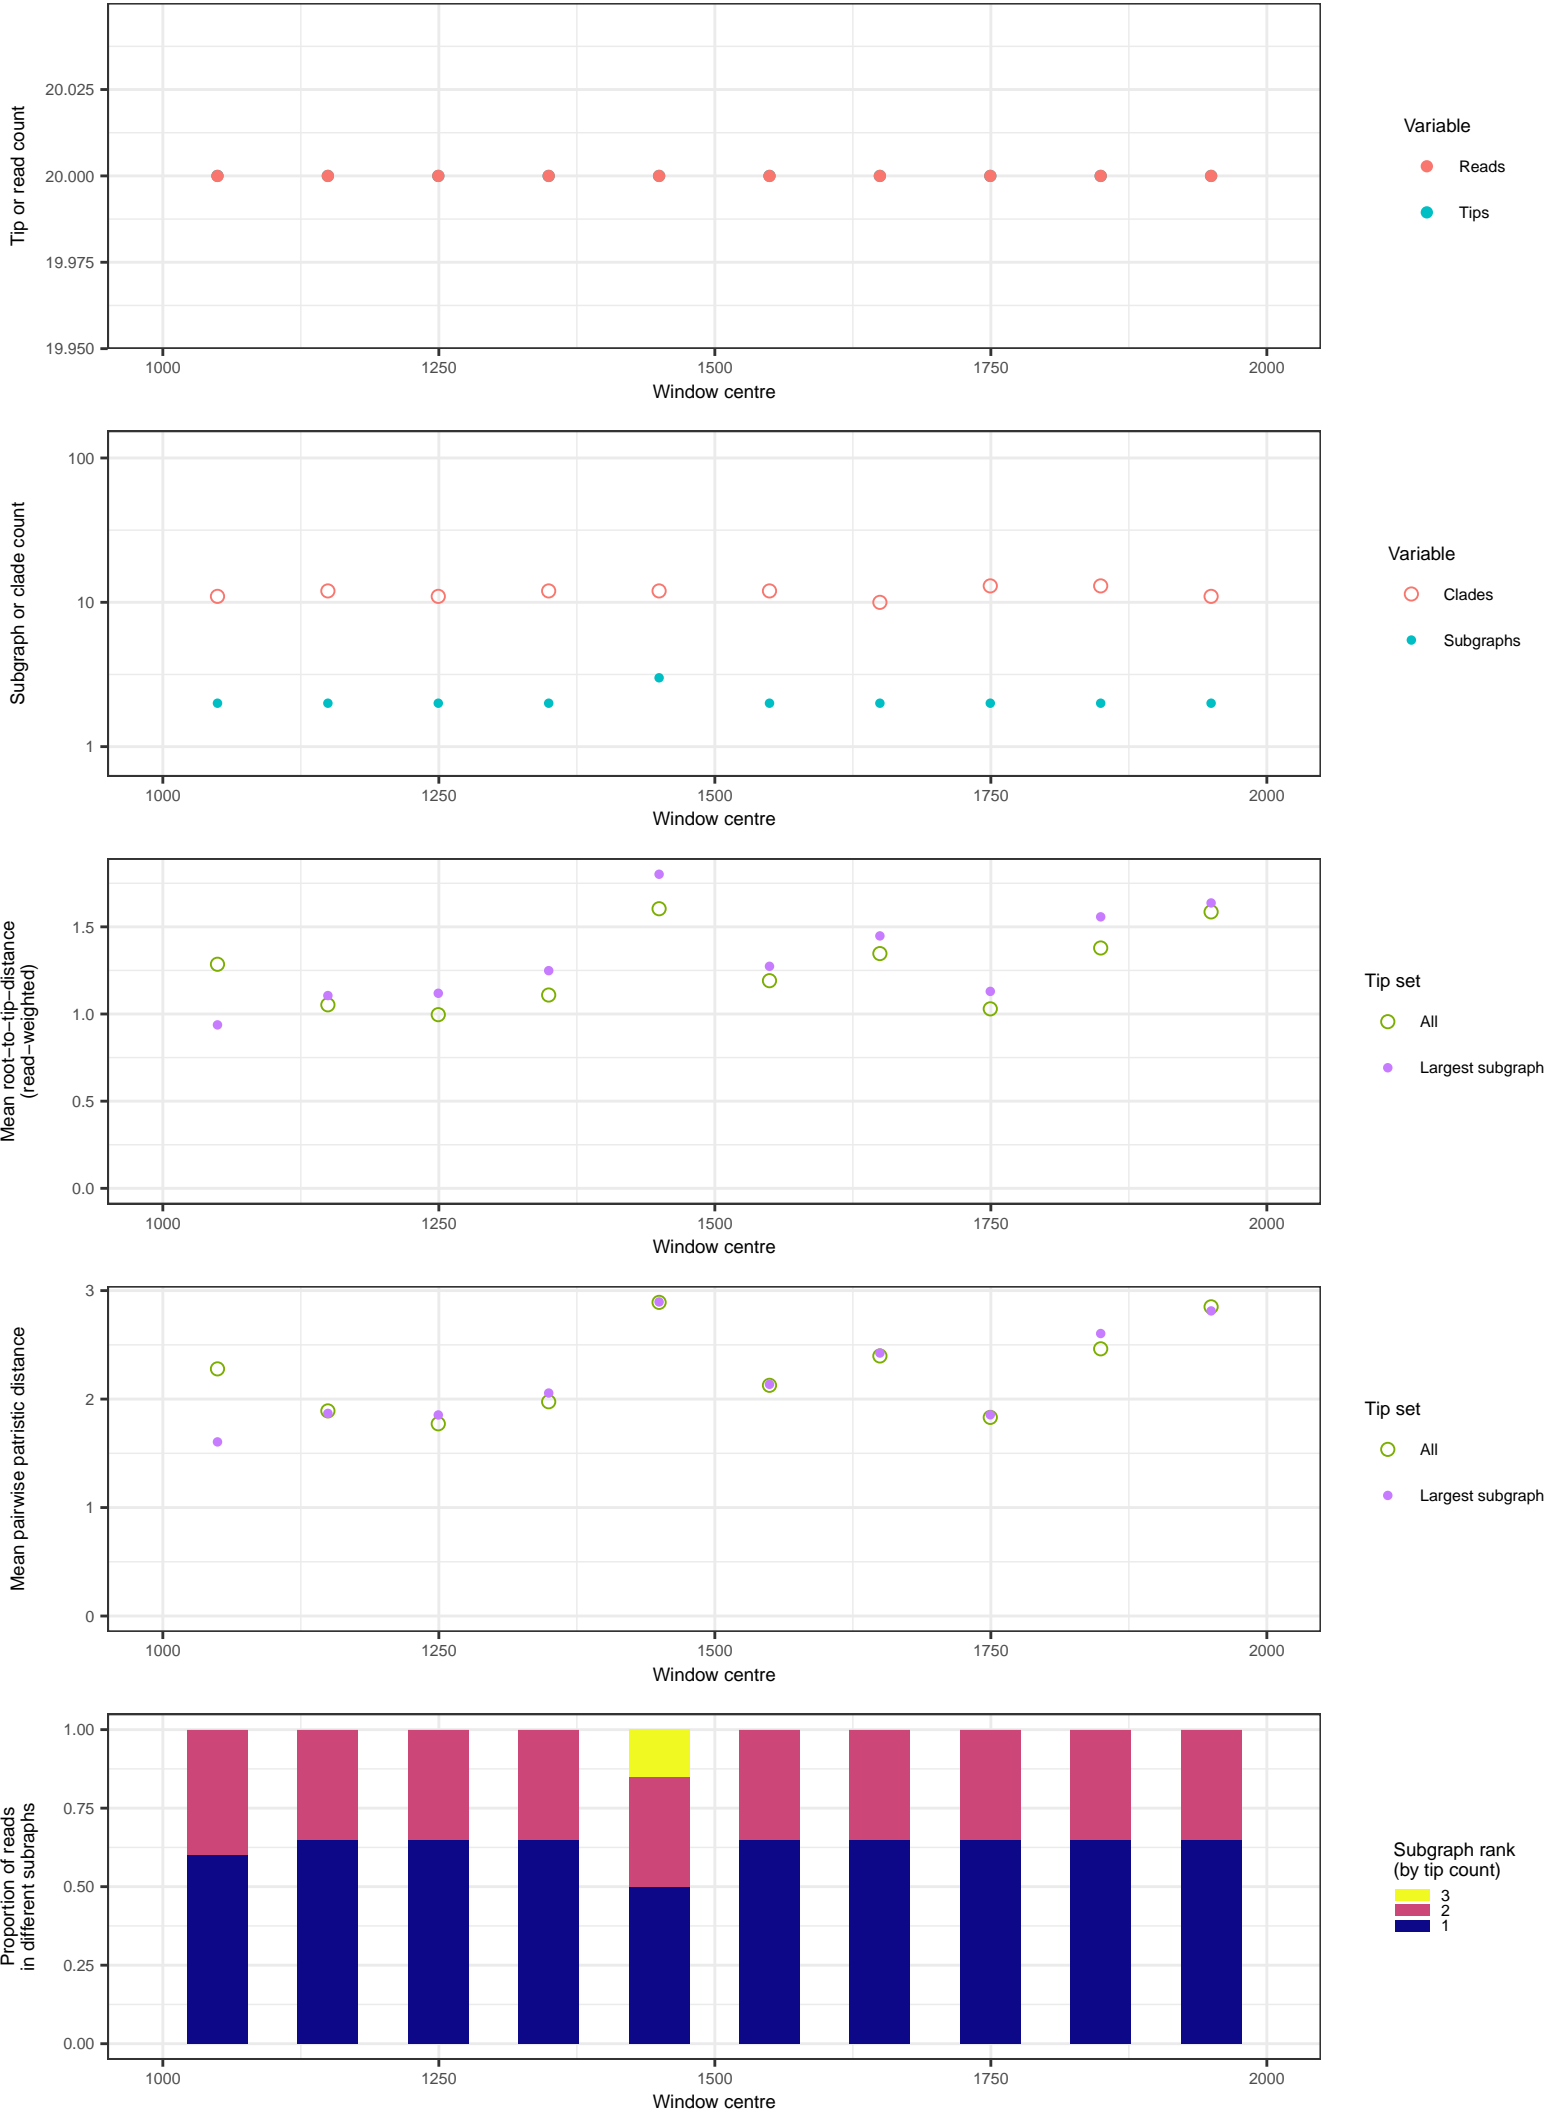 Tip or read count
20.025
20.000
19.975
19.950
1000 1250 1500 1750 2000
Window centre
Variable
Reads
Tips
Subgraph or clade count
100
10
1
1000 1250 1500 1750 2000
Window centre
Variable
Clades
Subgraphs
Mean root−to−tip−distance
(read−weighted)
1.5
1.0
0.5
0.0
1000 1250 1500 1750 2000
Window centre
Tip set
All
Largest subgraph
Mean pairwise patristic distance
3
2
1
0
1000 1250 1500 1750 2000
Window centre
Tip set
All
Largest subgraph
Proportion of reads
in different subraphs
1.00
0.75
0.50
0.25
0.00
1000 1250 1500 1750 2000
Window centre
Subgraph rank
(by tip count)
3
2
1